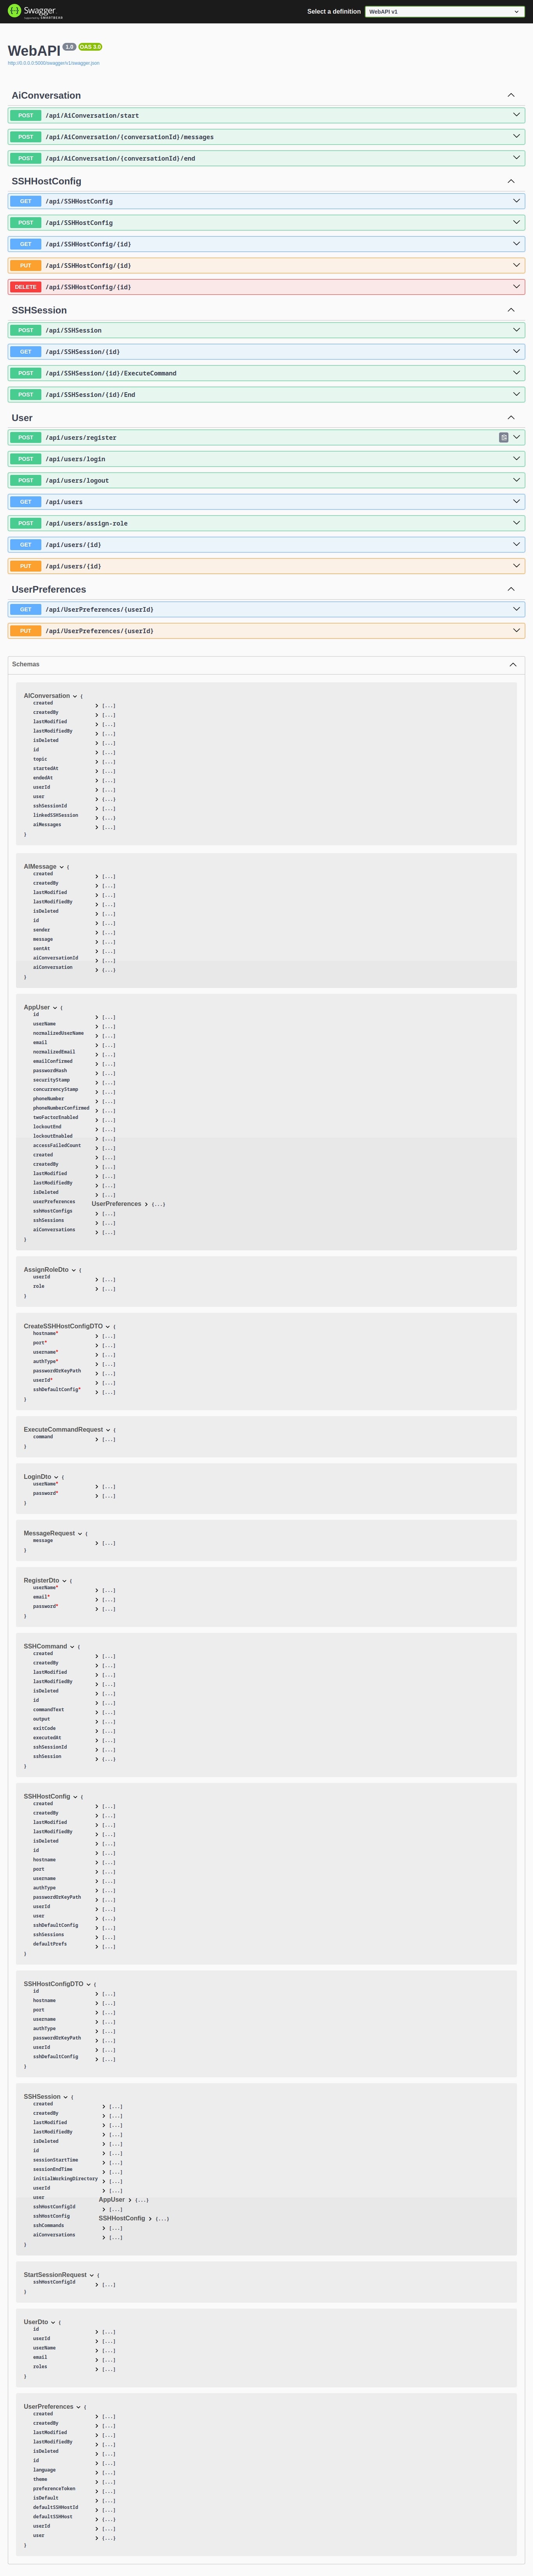 Swagger
Supported by SMARTBEAR
Select a definition
WebAPI v1
WebAPI 1.0 OAS 3.0
http://0.0.0.0:5000/swagger/v1/swagger.json
AiConversation
POST /api/AiConversation/start
POST /api/AiConversation/{conversationId}/messages
POST /api/AiConversation/{conversationId}/end
SSHHostConfig
GET /api/SSHHostConfig
POST /api/SSHHostConfig
GET /api/SSHHostConfig/{id}
PUT /api/SSHHostConfig/{id}
DELETE /api/SSHHostConfig/{id}
SSHSession
POST /api/SSHSession
GET /api/SSHSession/{id}
POST /api/SSHSession/{id}/ExecuteCommand
POST /api/SSHSession/{id}/End
User
POST /api/users/register
POST /api/users/login
POST /api/users/logout
GET /api/users
POST /api/users/assign-role
GET /api/users/{id}
PUT /api/users/{id}
UserPreferences
GET /api/UserPreferences/{userId}
PUT /api/UserPreferences/{userId}
Schemas
AIConversation {
created [...]
createdBy [...]
lastModified [...]
lastModifiedBy [...]
isDeleted [...]
id [...]
topic [...]
startedAt [...]
endedAt [...]
userId [...]
user {...}
sshSessionId [...]
linkedSSHSession {...}
aiMessages [...]
}
AIMessage {
created [...]
createdBy [...]
lastModified [...]
lastModifiedBy [...]
isDeleted [...]
id [...]
sender [...]
message [...]
sentAt [...]
aiConversationId [...]
aiConversation {...}
}
AppUser {
id [...]
userName [...]
normalizedUserName [...]
email [...]
normalizedEmail [...]
emailConfirmed [...]
passwordHash [...]
securityStamp [...]
concurrencyStamp [...]
phoneNumber [...]
phoneNumberConfirmed [...]
twoFactorEnabled [...]
lockoutEnd [...]
lockoutEnabled [...]
accessFailedCount [...]
created [...]
createdBy [...]
lastModified [...]
lastModifiedBy [...]
isDeleted [...]
userPreferences UserPreferences {...}
sshHostConfigs [...]
sshSessions [...]
aiConversations [...]
}
AssignRoleDto {
userId [...]
role [...]
}
CreateSSHHostConfigDTO {
hostname* [...]
port* [...]
username* [...]
authType* [...]
passwordOrKeyPath [...]
userId* [...]
sshDefaultConfig* [...]
}
ExecuteCommandRequest {
command [...]
}
LoginDto {
userName* [...]
password* [...]
}
MessageRequest {
message [...]
}
RegisterDto {
userName* [...]
email* [...]
password* [...]
}
SSHCommand {
created [...]
createdBy [...]
lastModified [...]
lastModifiedBy [...]
isDeleted [...]
id [...]
commandText [...]
output [...]
exitCode [...]
executedAt [...]
sshSessionId [...]
sshSession {...}
}
SSHHostConfig {
created [...]
createdBy [...]
lastModified [...]
lastModifiedBy [...]
isDeleted [...]
id [...]
hostname [...]
port [...]
username [...]
authType [...]
passwordOrKeyPath [...]
userId [...]
user {...}
sshDefaultConfig [...]
sshSessions [...]
defaultPrefs [...]
}
SSHHostConfigDTO {
id [...]
hostname [...]
port [...]
username [...]
authType [...]
passwordOrKeyPath [...]
userId [...]
sshDefaultConfig [...]
}
SSHSession {
created [...]
createdBy [...]
lastModified [...]
lastModifiedBy [...]
isDeleted [...]
id [...]
sessionStartTime [...]
sessionEndTime [...]
initialWorkingDirectory [...]
userId [...]
user AppUser {...}
sshHostConfigId [...]
sshHostConfig SSHHostConfig {...}
sshCommands [...]
aiConversations [...]
}
StartSessionRequest {
sshHostConfigId [...]
}
UserDto {
id [...]
userId [...]
userName [...]
email [...]
roles [...]
}
UserPreferences {
created [...]
createdBy [...]
lastModified [...]
lastModifiedBy [...]
isDeleted [...]
id [...]
language [...]
theme [...]
preferenceToken [...]
isDefault [...]
defaultSSHHostId [...]
defaultSSHHost {...}
userId [...]
user {...}
}